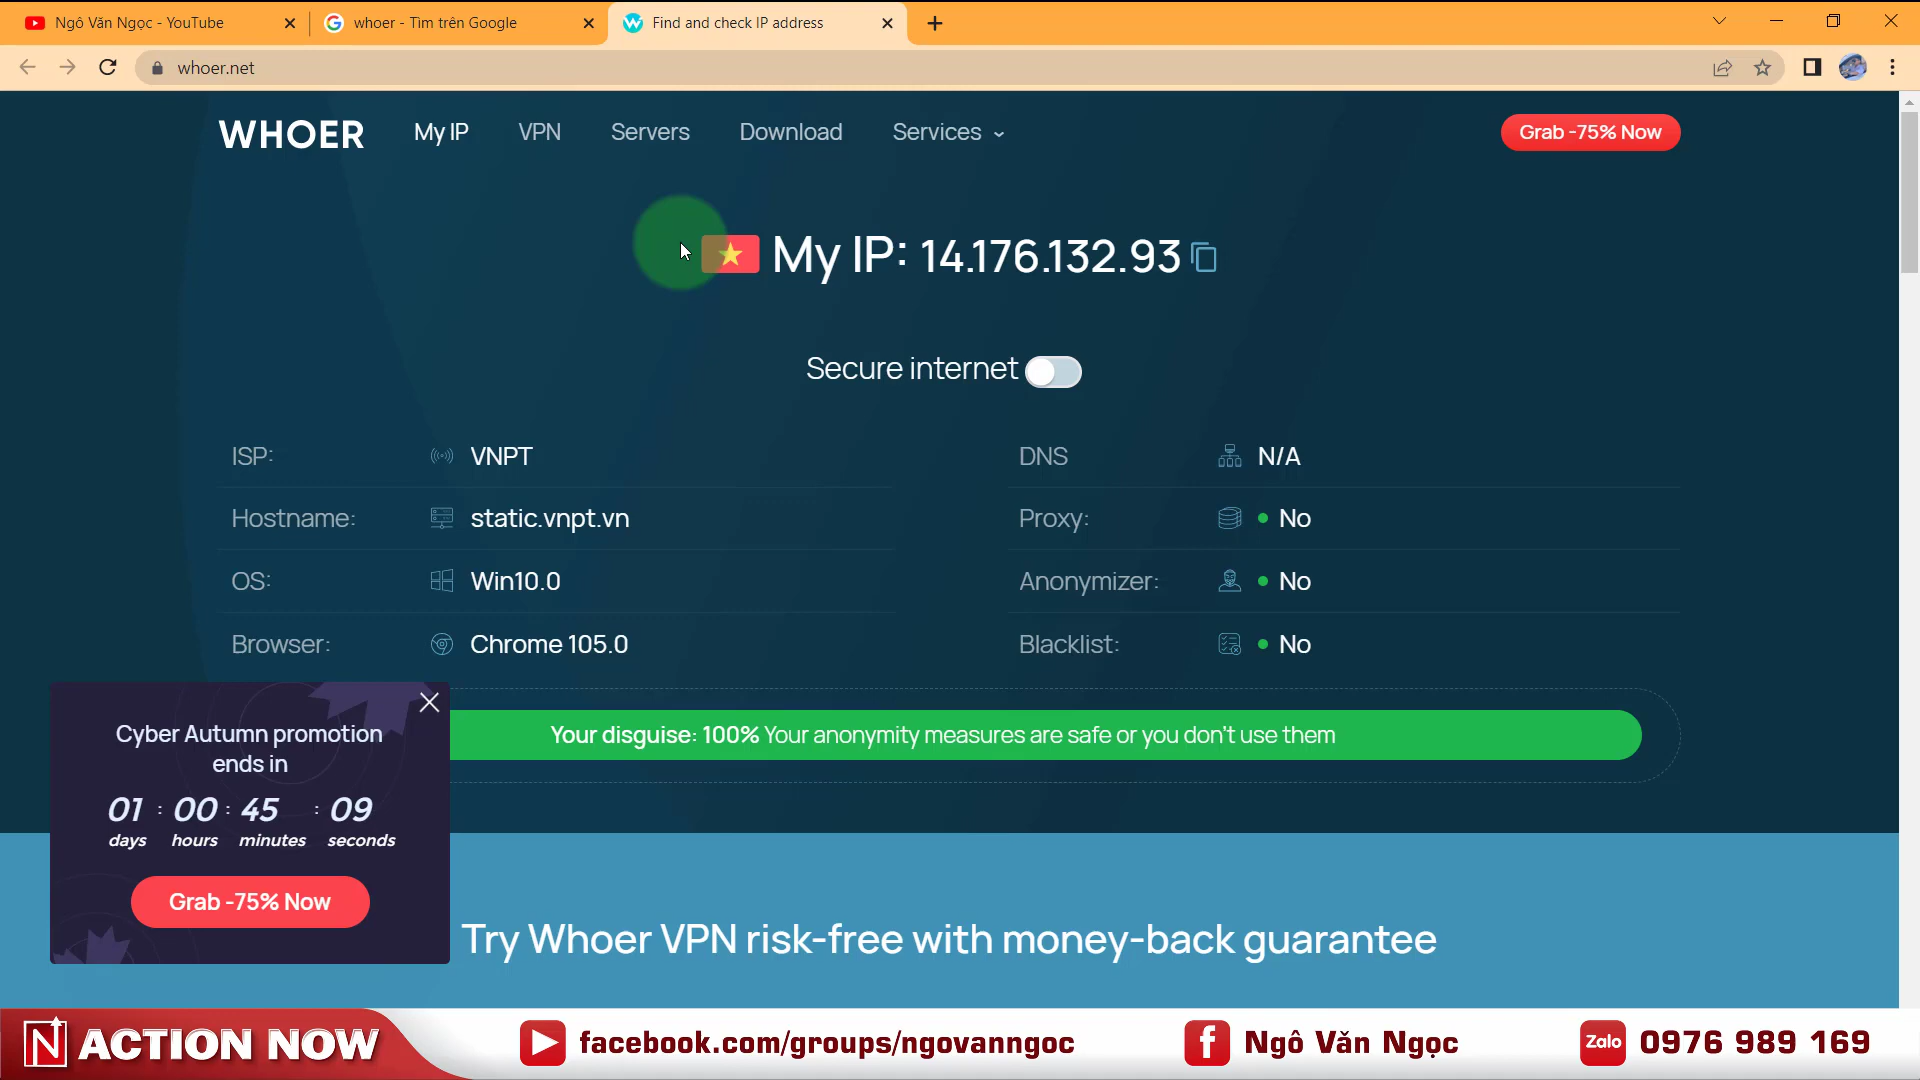 Ngô Văn Ngọc - YouTube
whoer - Tìm trên Google
Find and check IP address
whoer.net
WHOER
My IP
VPN
Servers
Download
Services
Grab -75% Now
My IP: 14.176.132.93
Secure internet
ISP: VNPT
Hostname: static.vnpt.vn
OS: Win10.0
Browser: Chrome 105.0
DNS N/A
Proxy: No
Anonymizer: No
Blacklist: No
Your disguise: 100% Your anonymity measures are safe or you don't use them
Cyber Autumn promotion
ends in
01 : 00 : 45 : 09
days hours minutes seconds
Grab -75% Now
Try Whoer VPN risk-free with money-back guarantee
N ACTION NOW
facebook.com/groups/ngovanngoc
f Ngô Văn Ngọc
Zalo 0976 989 169